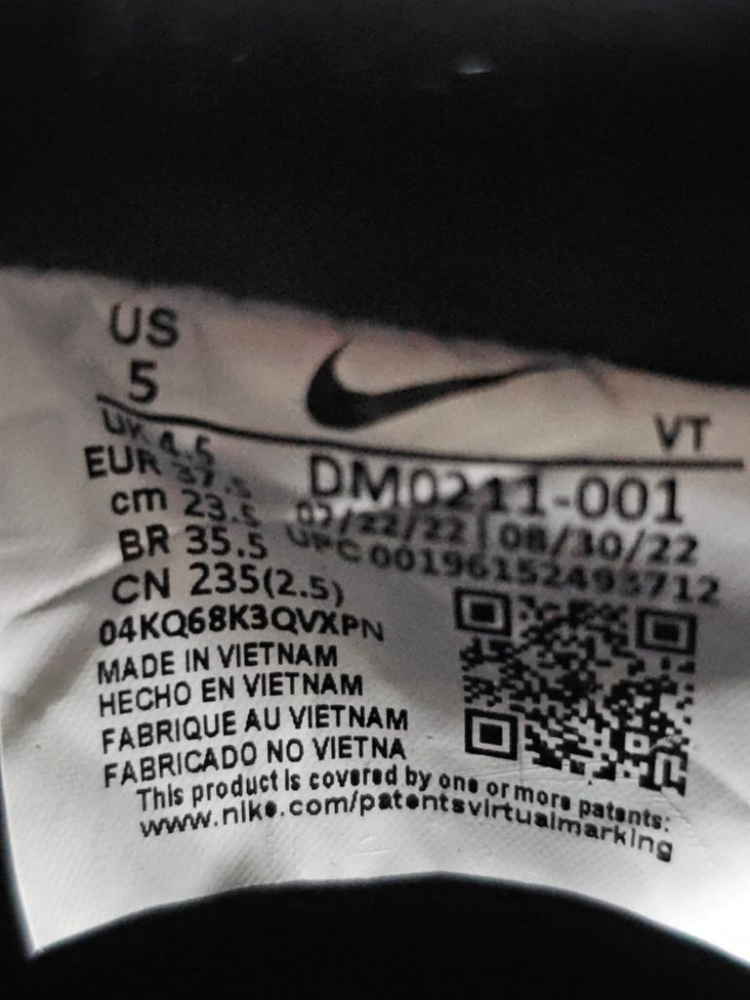 US
5
VT
UK 4.5
EUR 37.5
cm 23.5
BR 35.5
CN 235(2.5)
04KQ68K3QVXPN
MADE IN VIETNAM
HECHO EN VIETNAM
FABRIQUE AU VIETNAM
FABRICADO NO VIETNA
DM0211-001
07/22/22 | 08/30/22
UPC 00196152493712
This product is covered by one or more patents:
www.nike.com/patentsvirtualmarking